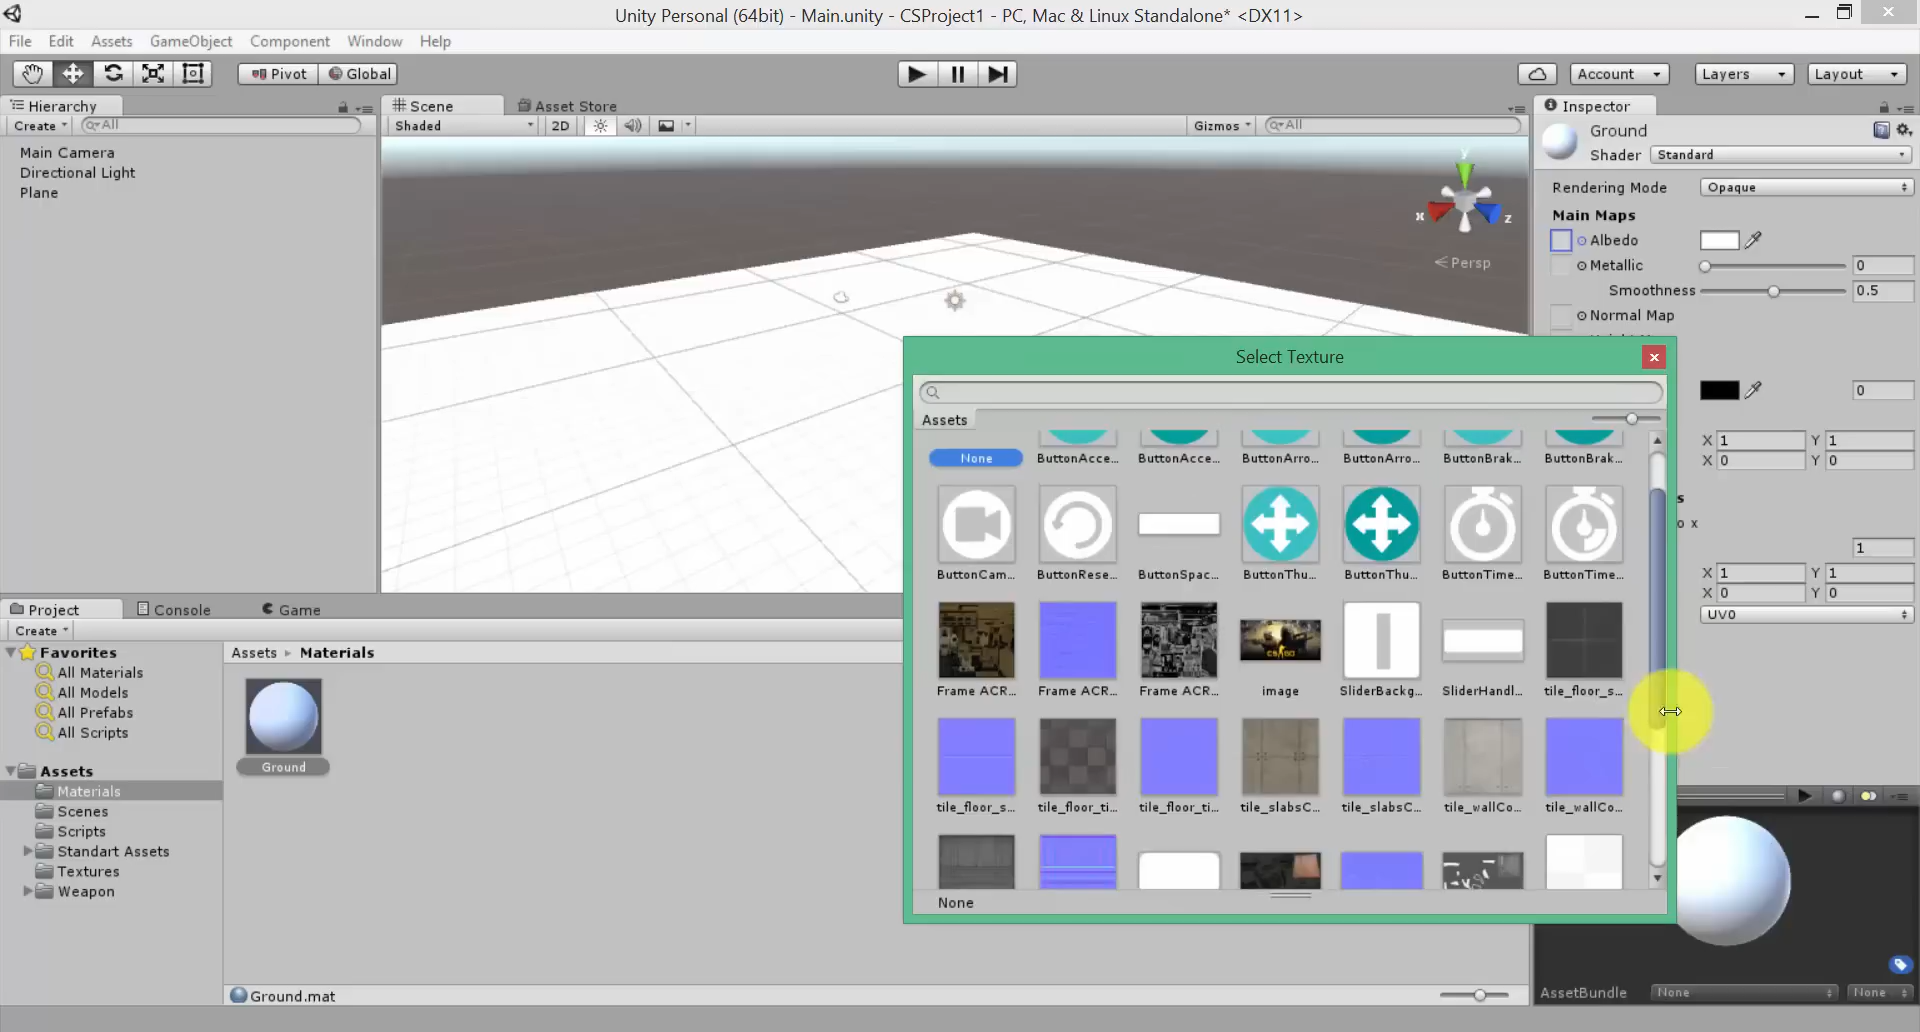 Unity Personal (64bit) - Main.unity - CSProject1 - PC, Mac & Linux Standalone* <DX11>
File Edit Assets GameObject Component Window Help
Pivot Global Account Layers Layout
Hierarchy
Create All
Main Camera
Directional Light
Plane
Scene Asset Store
Shaded 2D Gizmos All
y
x z
Persp
Inspector
Ground
Shader Standard
Rendering Mode Opaque
Main Maps
Albedo
Metallic 0
Smoothness 0.5
Normal Map
0
X 1 Y 1
X 0 Y 0
s
o x
1
X 1 Y 1
X 0 Y 0
UV0
Select Texture
Assets
None ButtonAcce... ButtonAcce... ButtonArro... ButtonArro... ButtonBrak... ButtonBrak...
ButtonCam... ButtonRese... ButtonSpac... ButtonThu... ButtonThu... ButtonTime... ButtonTime...
CS GO
Frame ACR... Frame ACR... Frame ACR... image SliderBackg... SliderHandl... tile_floor_s...
tile_floor_s... tile_floor_ti... tile_floor_ti... tile_slabsC... tile_slabsC... tile_wallCo... tile_wallCo...
None
Project Console Game
Create
Favorites
All Materials
All Models
All Prefabs
All Scripts
Assets
Materials
Scenes
Scripts
Standart Assets
Textures
Weapon
Assets Materials
Ground
Ground.mat
AssetBundle None None